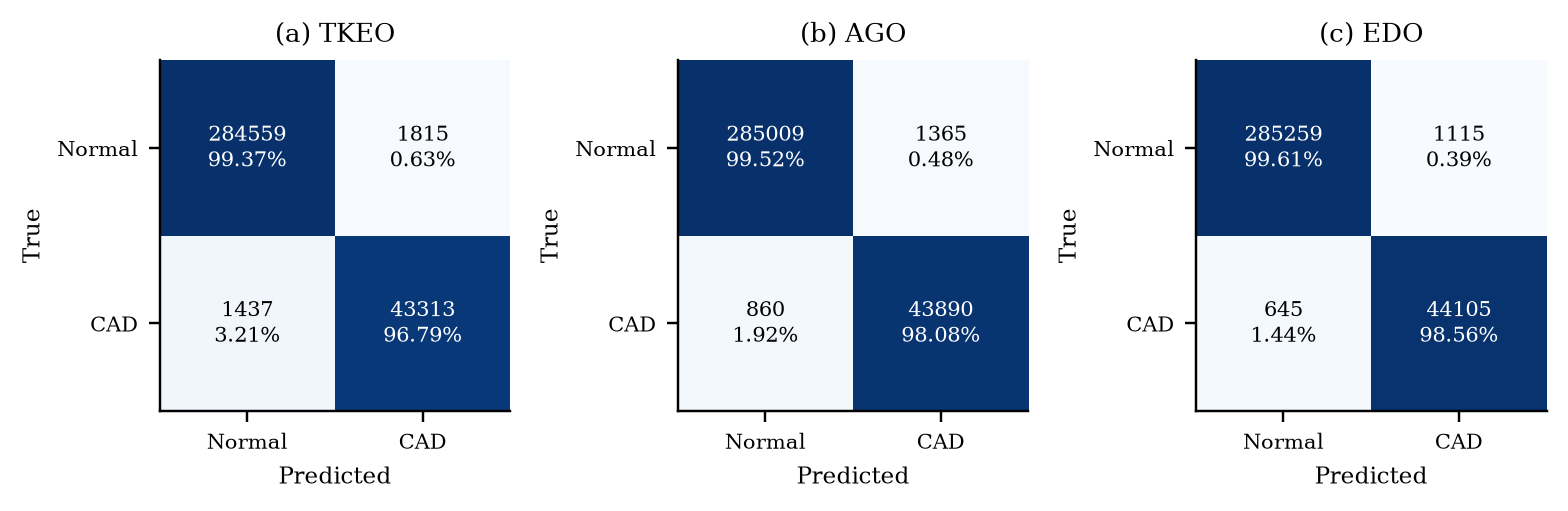 (a) TKEO
True
Normal
284559
99.37%
1815
0.63%
CAD
1437
3.21%
43313
96.79%
Normal
CAD
Predicted
(b) AGO
True
Normal
285009
99.52%
1365
0.48%
CAD
860
1.92%
43890
98.08%
Normal
CAD
Predicted
(c) EDO
True
Normal
285259
99.61%
1115
0.39%
CAD
645
1.44%
44105
98.56%
Normal
CAD
Predicted